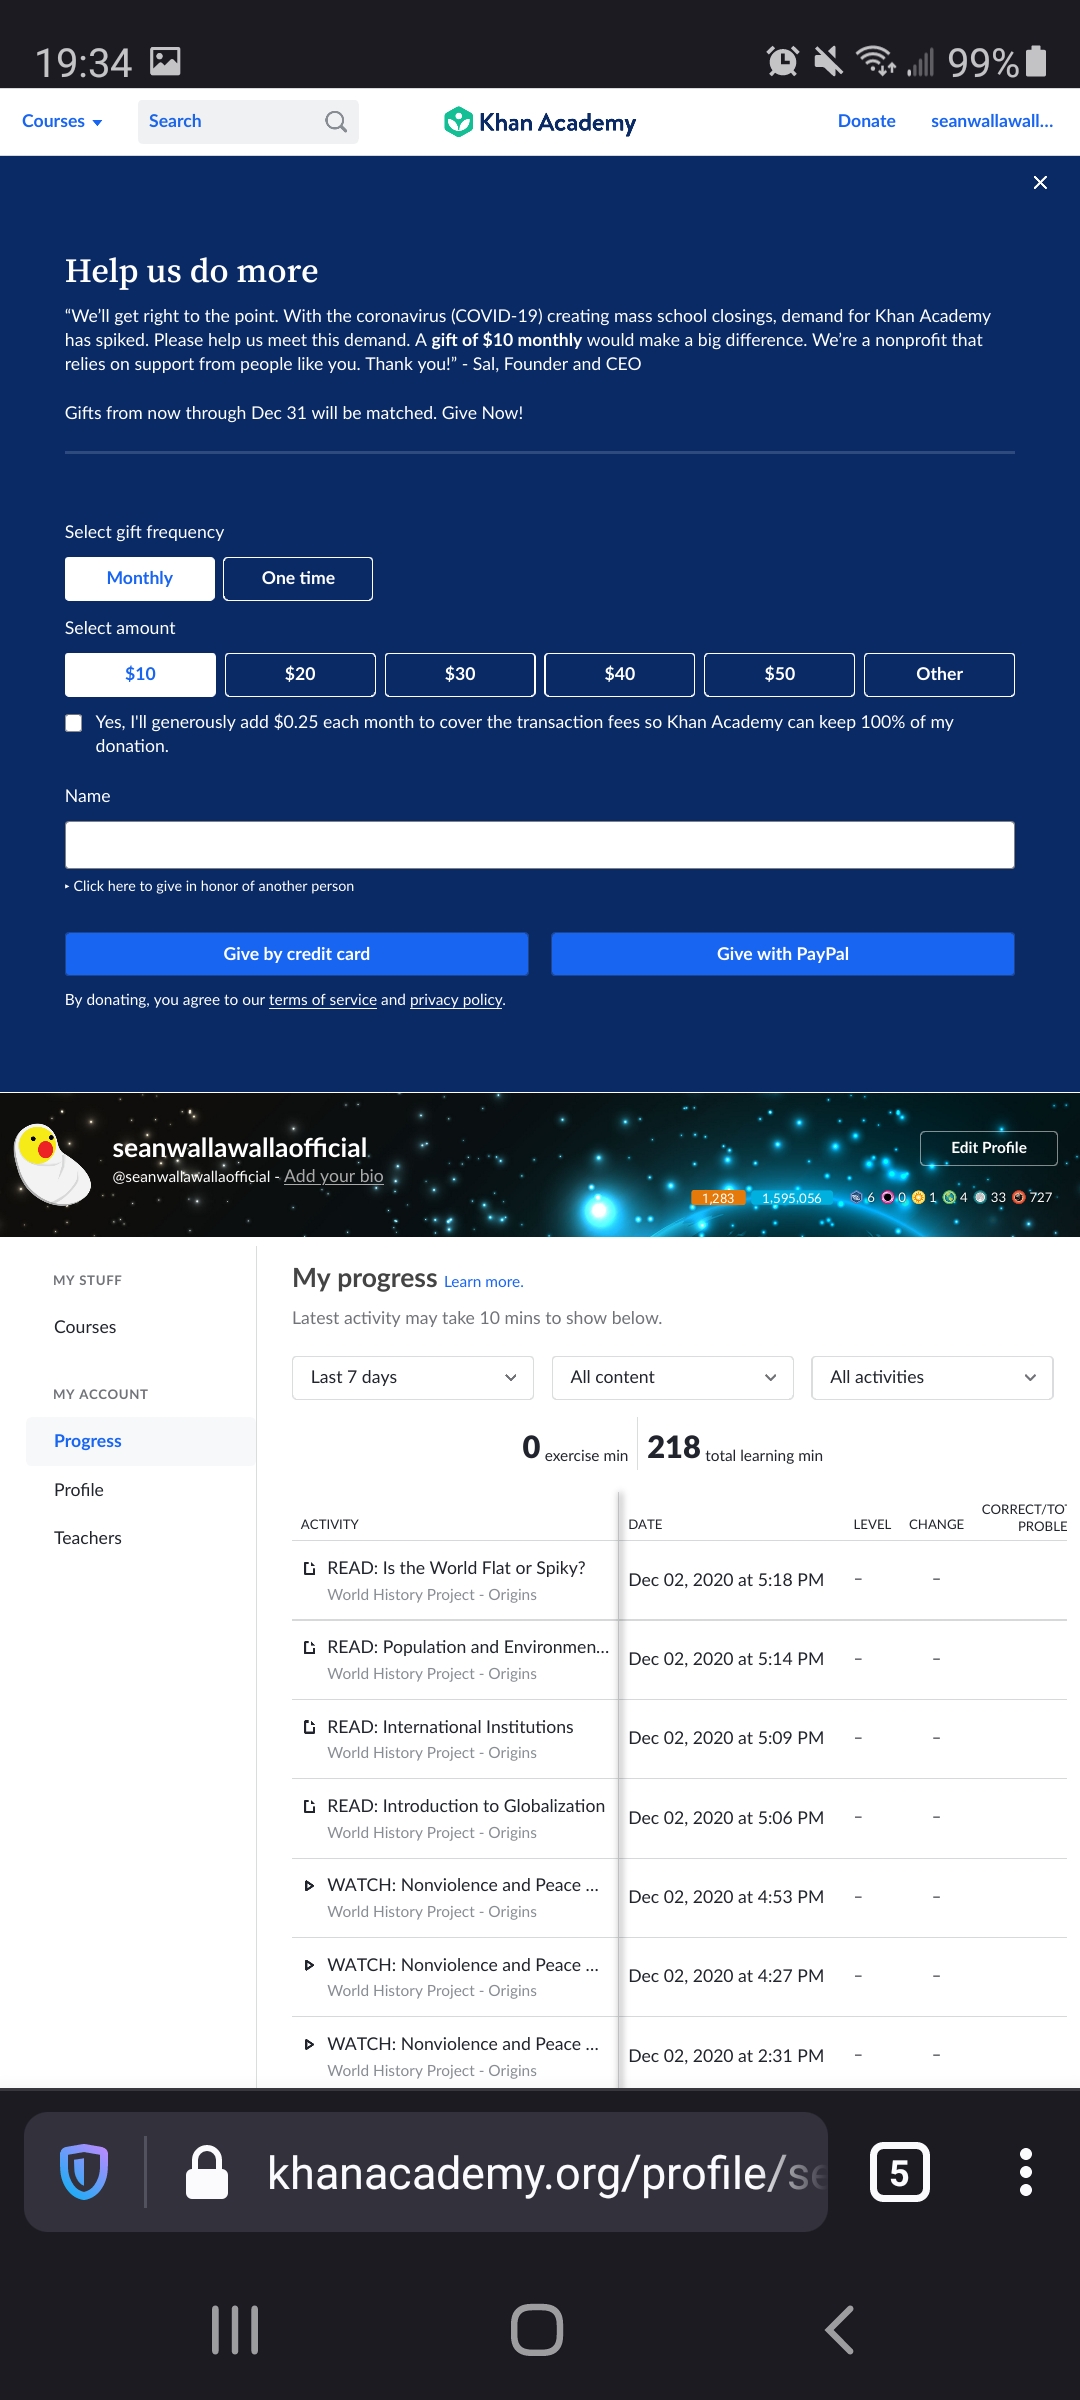 19:34 99%
Courses Search Khan Academy Donate seanwallawall...
Help us do more
“We’ll get right to the point. With the coronavirus (COVID-19) creating mass school closings, demand for Khan Academy
has spiked. Please help us meet this demand. A gift of $10 monthly would make a big difference. We’re a nonprofit that
relies on support from people like you. Thank you!” - Sal, Founder and CEO
Gifts from now through Dec 31 will be matched. Give Now!
Select gift frequency
Monthly One time
Select amount
$10 $20 $30 $40 $50 Other
Yes, I'll generously add $0.25 each month to cover the transaction fees so Khan Academy can keep 100% of my
donation.
Name
Click here to give in honor of another person
Give by credit card Give with PayPal
By donating, you agree to our terms of service and privacy policy.
seanwallawallaofficial
@seanwallawallaofficial - Add your bio
Edit Profile
1,283 1,595,056 6 0 1 4 33 727
MY STUFF
Courses
MY ACCOUNT
Progress
Profile
Teachers
My progress Learn more.
Latest activity may take 10 mins to show below.
Last 7 days All content All activities
0 exercise min 218 total learning min
ACTIVITY DATE LEVEL CHANGE CORRECT/TO
PROBLE
READ: Is the World Flat or Spiky?
World History Project - Origins
Dec 02, 2020 at 5:18 PM – –
READ: Population and Environmen...
World History Project - Origins
Dec 02, 2020 at 5:14 PM – –
READ: International Institutions
World History Project - Origins
Dec 02, 2020 at 5:09 PM – –
READ: Introduction to Globalization
World History Project - Origins
Dec 02, 2020 at 5:06 PM – –
WATCH: Nonviolence and Peace ...
World History Project - Origins
Dec 02, 2020 at 4:53 PM – –
WATCH: Nonviolence and Peace ...
World History Project - Origins
Dec 02, 2020 at 4:27 PM – –
WATCH: Nonviolence and Peace ...
World History Project - Origins
Dec 02, 2020 at 2:31 PM – –
khanacademy.org/profile/se
5